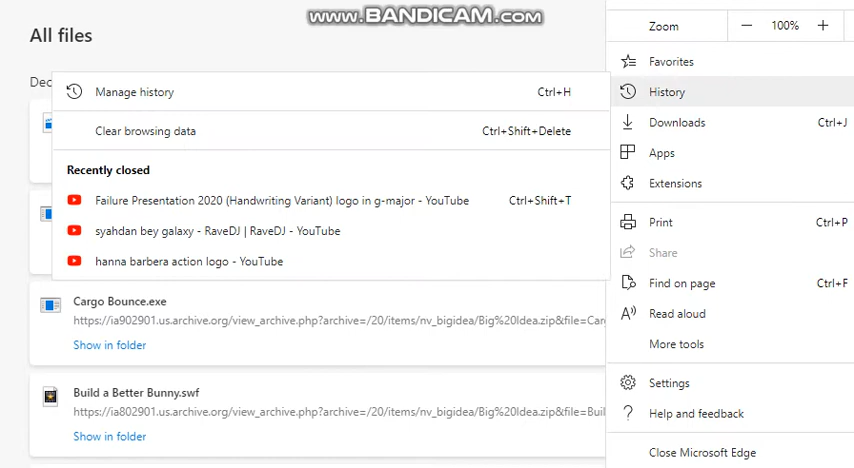 www.BANDICAM.com
All files
Dec
Manage history Ctrl+H
Clear browsing data Ctrl+Shift+Delete
Recently closed
Failure Presentation 2020 (Handwriting Variant) logo in g-major - YouTube Ctrl+Shift+T
syahdan bey galaxy - RaveDJ | RaveDJ - YouTube
hanna barbera action logo - YouTube
Cargo Bounce.exe
https://ia902901.us.archive.org/view_archive.php?archive=/20/items/nv_bigidea/Big%20Idea.zip&file=Carg
Show in folder
Build a Better Bunny.swf
https://ia802901.us.archive.org/view_archive.php?archive=/20/items/nv_bigidea/Big%20Idea.zip&file=Buil
Show in folder
Zoom — 100% +
Favorites
History
Downloads Ctrl+J
Apps
Extensions
Print Ctrl+P
Share
Find on page Ctrl+F
Read aloud
More tools
Settings
Help and feedback
Close Microsoft Edge